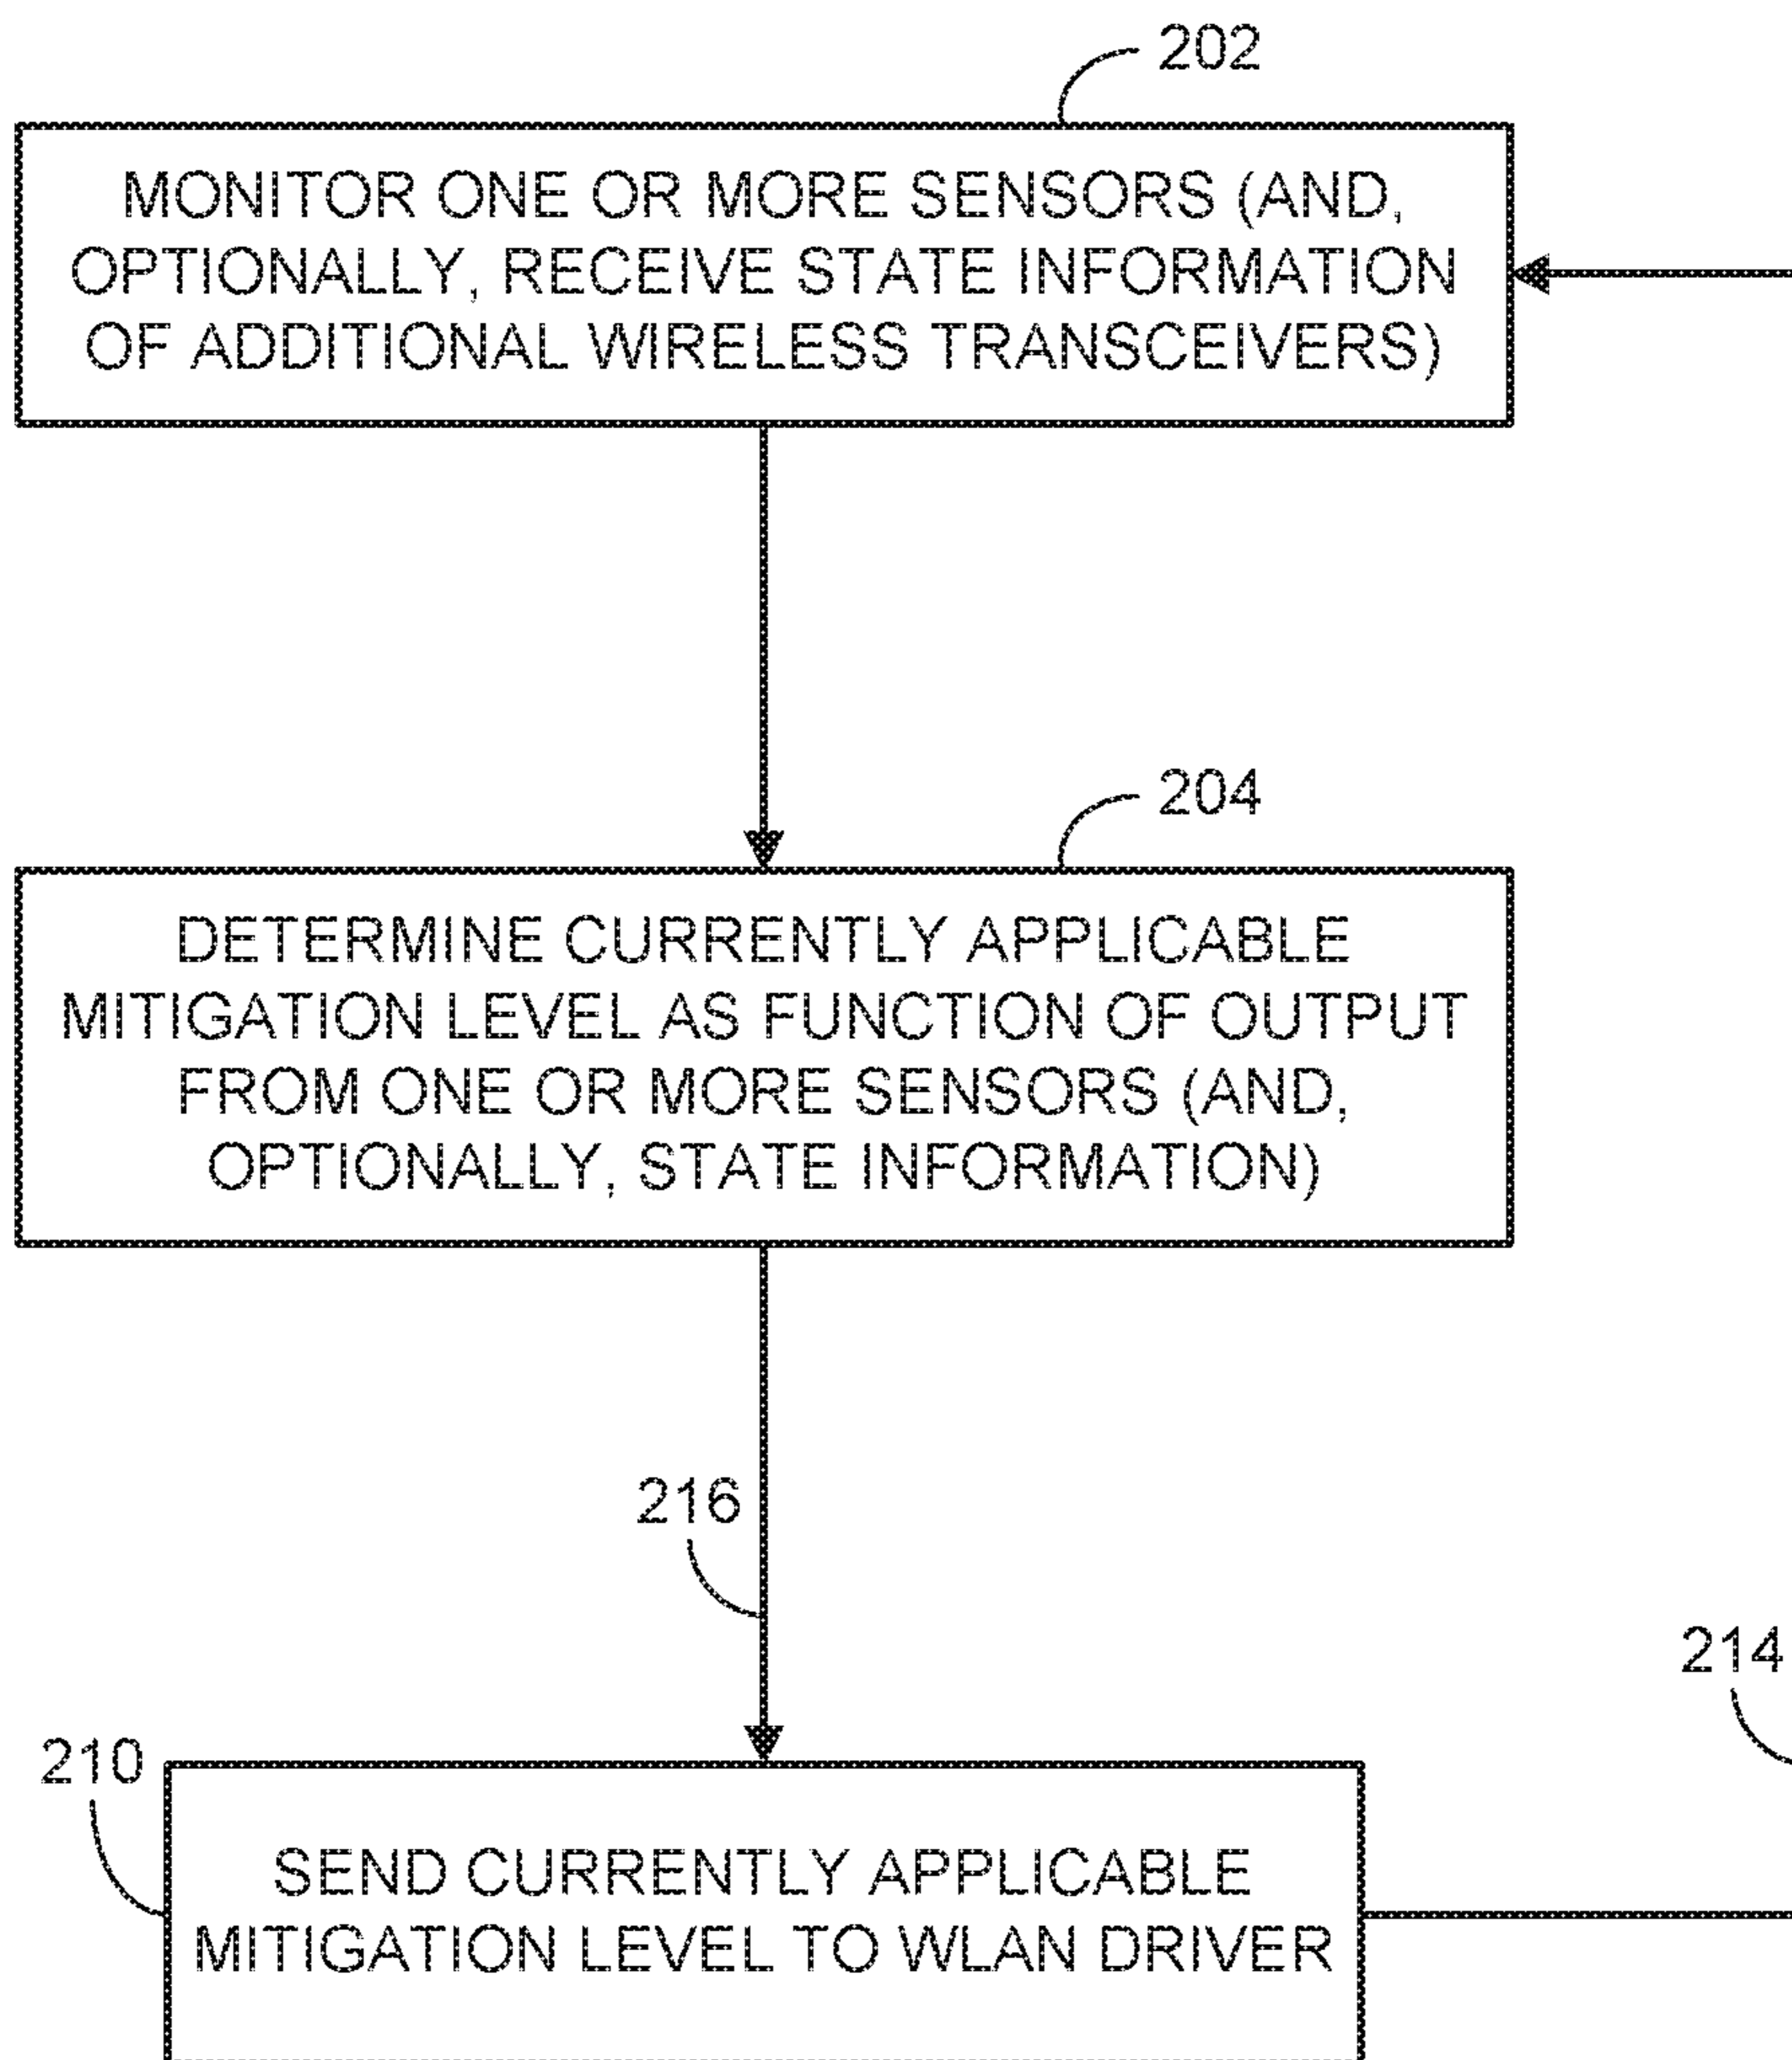 202
MONITOR ONE OR MORE SENSORS (AND,
OPTIONALLY, RECEIVE STATE INFORMATION
OF ADDITIONAL WIRELESS TRANSCEIVERS)
204
DETERMINE CURRENTLY APPLICABLE
MITIGATION LEVEL AS FUNCTION OF OUTPUT
FROM ONE OR MORE SENSORS (AND,
OPTIONALLY, STATE INFORMATION)
216
214
210
SEND CURRENTLY APPLICABLE
MITIGATION LEVEL TO WLAN DRIVER